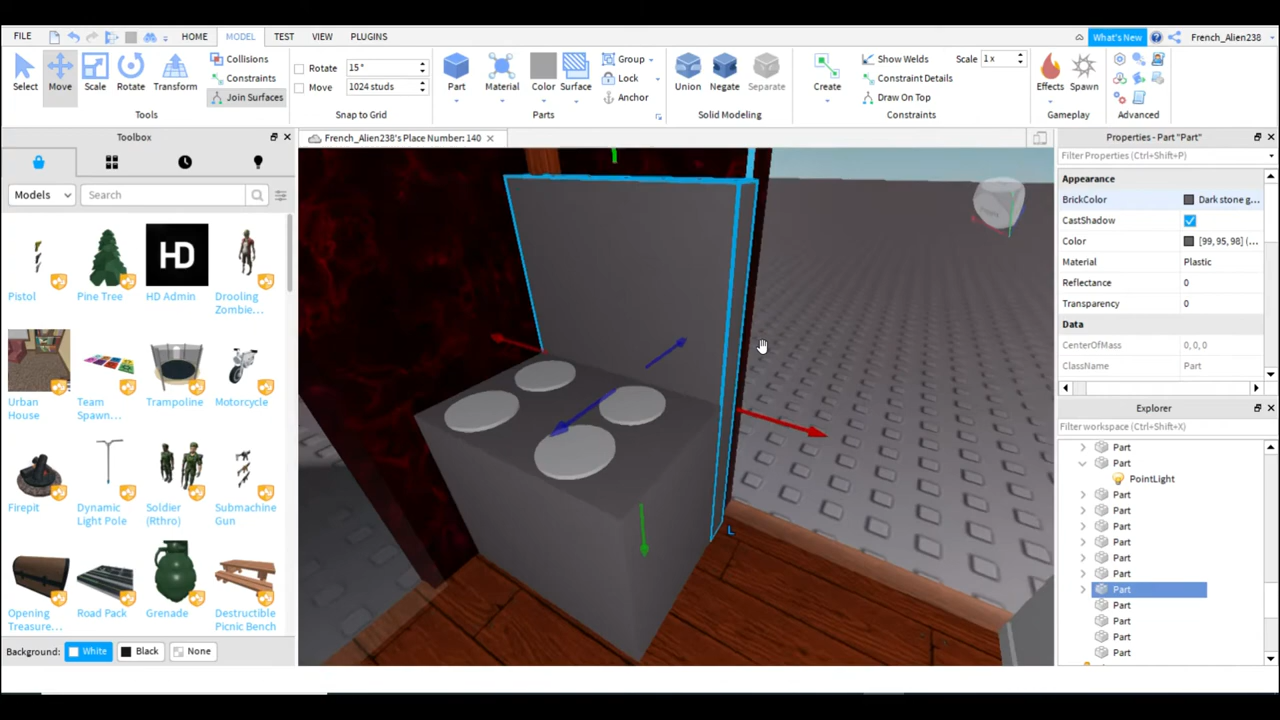 FILE HOME MODEL TEST VIEW PLUGINS What's New French_Alien238
Select Move Scale Rotate Transform
Collisions
Constraints
Join Surfaces
Tools
Rotate 15°
Move 1024 studs
Snap to Grid
Part Material Color Surface
Group
Lock
Anchor
Parts
Union Negate Separate
Solid Modeling
Create
Show Welds Scale 1 x
Constraint Details
Draw On Top
Constraints
Effects Spawn
Gameplay
Advanced
Toolbox
Models Search
HD
Pistol Pine Tree HD Admin Drooling Zombie...
Urban House Team Spawn... Trampoline Motorcycle
Firepit Dynamic Light Pole Soldier (Rthro) Submachine Gun
Opening Treasure... Road Pack Grenade Destructible Picnic Bench
Background: White Black None
French_Alien238's Place Number: 140
L
Properties - Part "Part"
Filter Properties (Ctrl+Shift+P)
Appearance
BrickColor Dark stone g...
CastShadow
Color [99, 95, 98] (...
Material Plastic
Reflectance 0
Transparency 0
Data
CenterOfMass 0, 0, 0
ClassName Part
Explorer
Filter workspace (Ctrl+Shift+X)
Part
Part
PointLight
Part
Part
Part
Part
Part
Part
Part
Part
Part
Part
Part